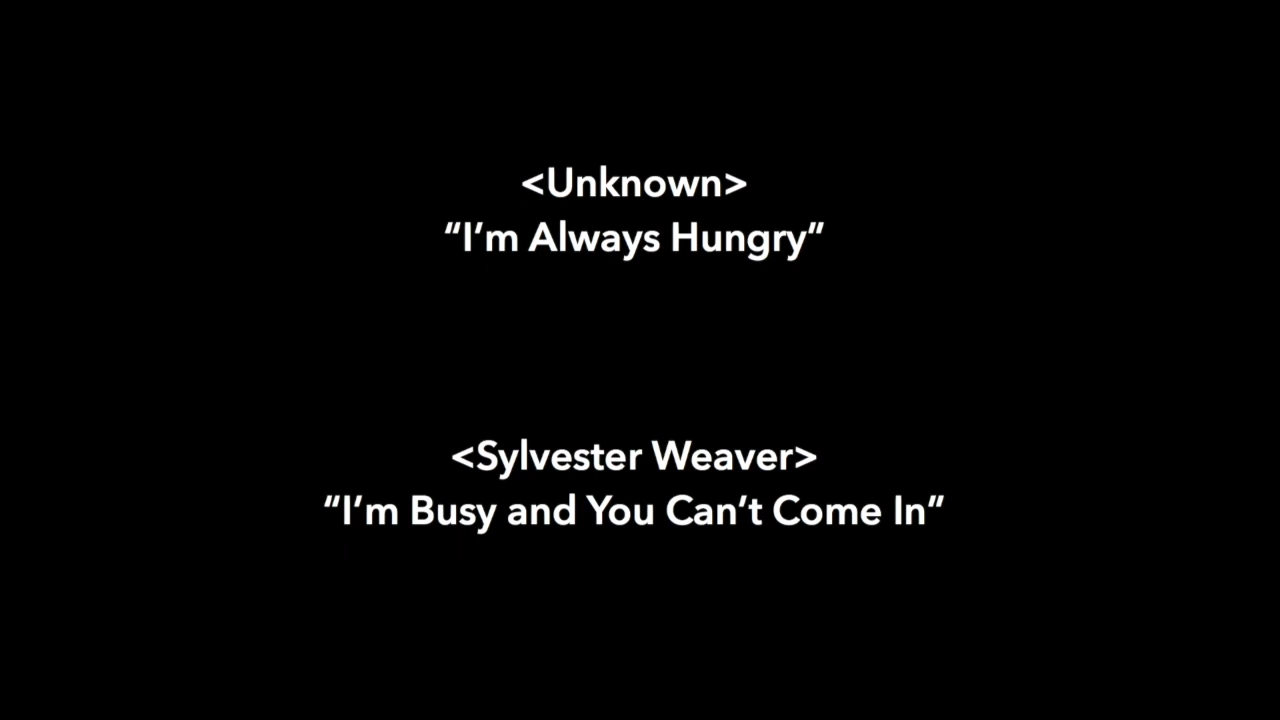 <Unknown>
“I’m Always Hungry”
<Sylvester Weaver>
“I’m Busy and You Can’t Come In”